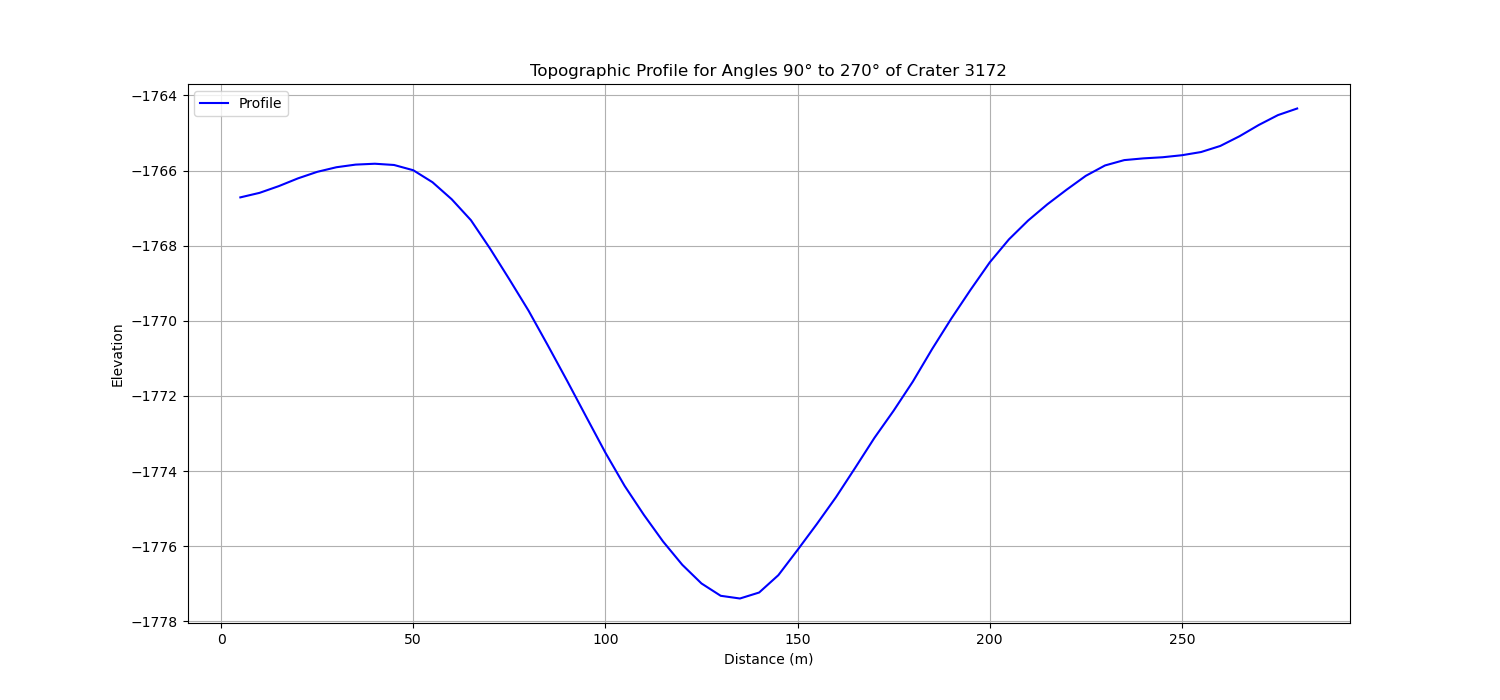 Topographic Profile for Angles 90° to 270° of Crater 3172
Profile
−1764
−1766
−1768
−1770
−1772
−1774
−1776
−1778
Elevation
0 50 100 150 200 250
Distance (m)